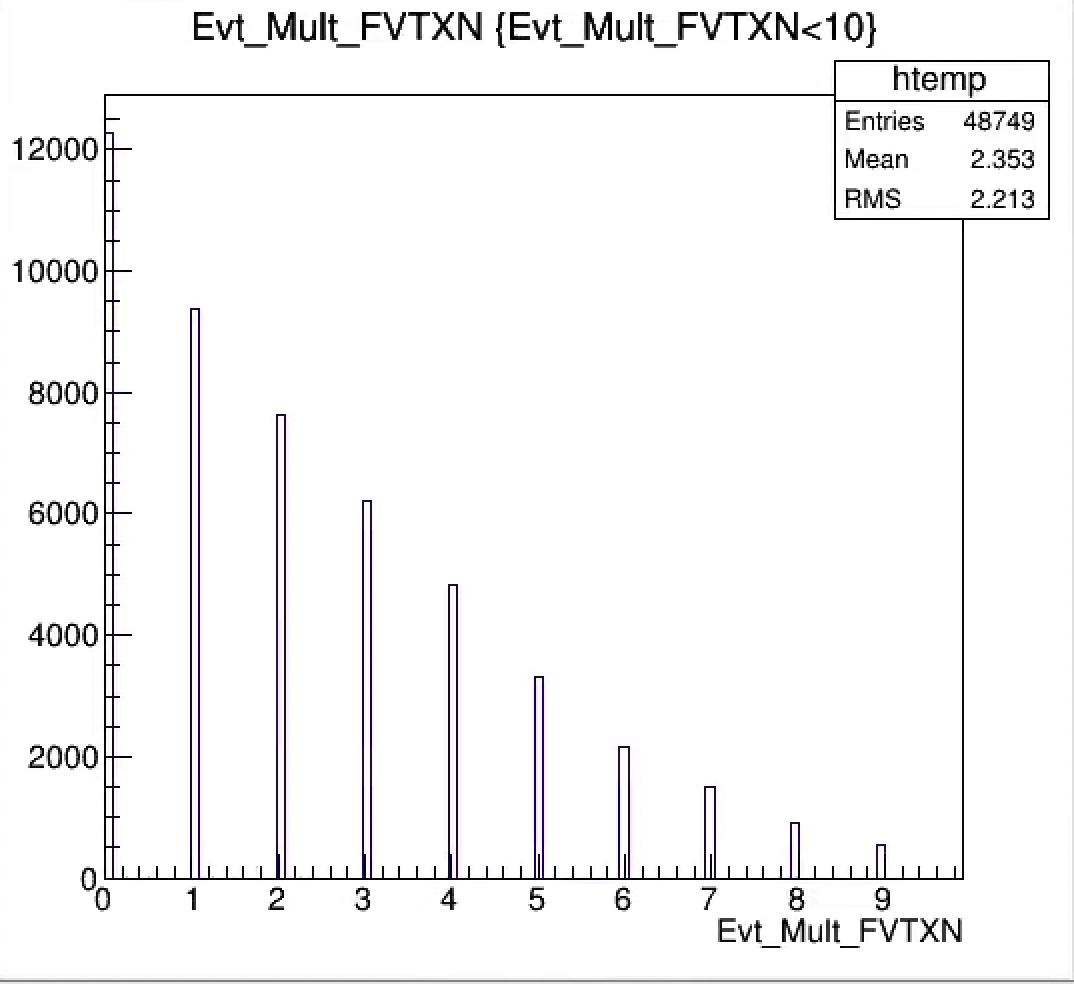 Evt_Mult_FVTXN {Evt_Mult_FVTXN<10}
htemp
Entries 48749
Mean 2.353
RMS 2.213
12000
10000
8000
6000
4000
2000
0
0 1 2 3 4 5 6 7 8 9
Evt_Mult_FVTXN